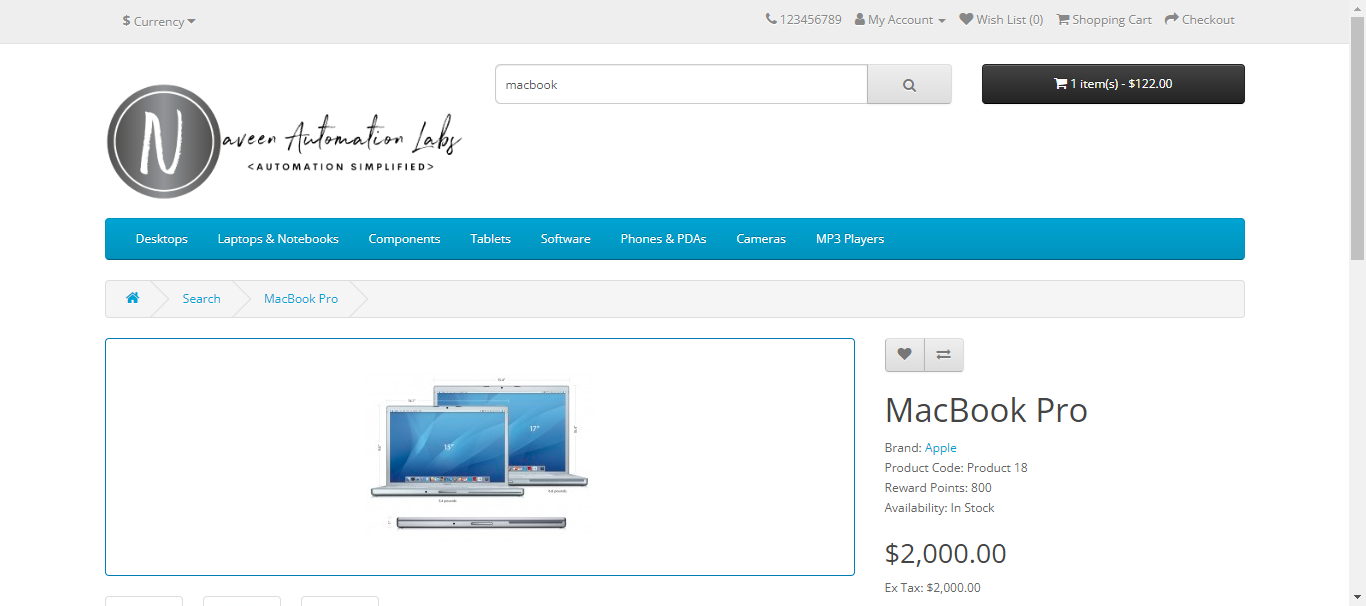 $ Currency
123456789 My Account Wish List (0) Shopping Cart Checkout
macbook
1 item(s) - $122.00
N
aveen Automation Labs
<AUTOMATION SIMPLIFIED>
Desktops Laptops & Notebooks Components Tablets Software Phones & PDAs Cameras MP3 Players
Search MacBook Pro
15"
17"
MacBook Pro
Brand: Apple
Product Code: Product 18
Reward Points: 800
Availability: In Stock
$2,000.00
Ex Tax: $2,000.00